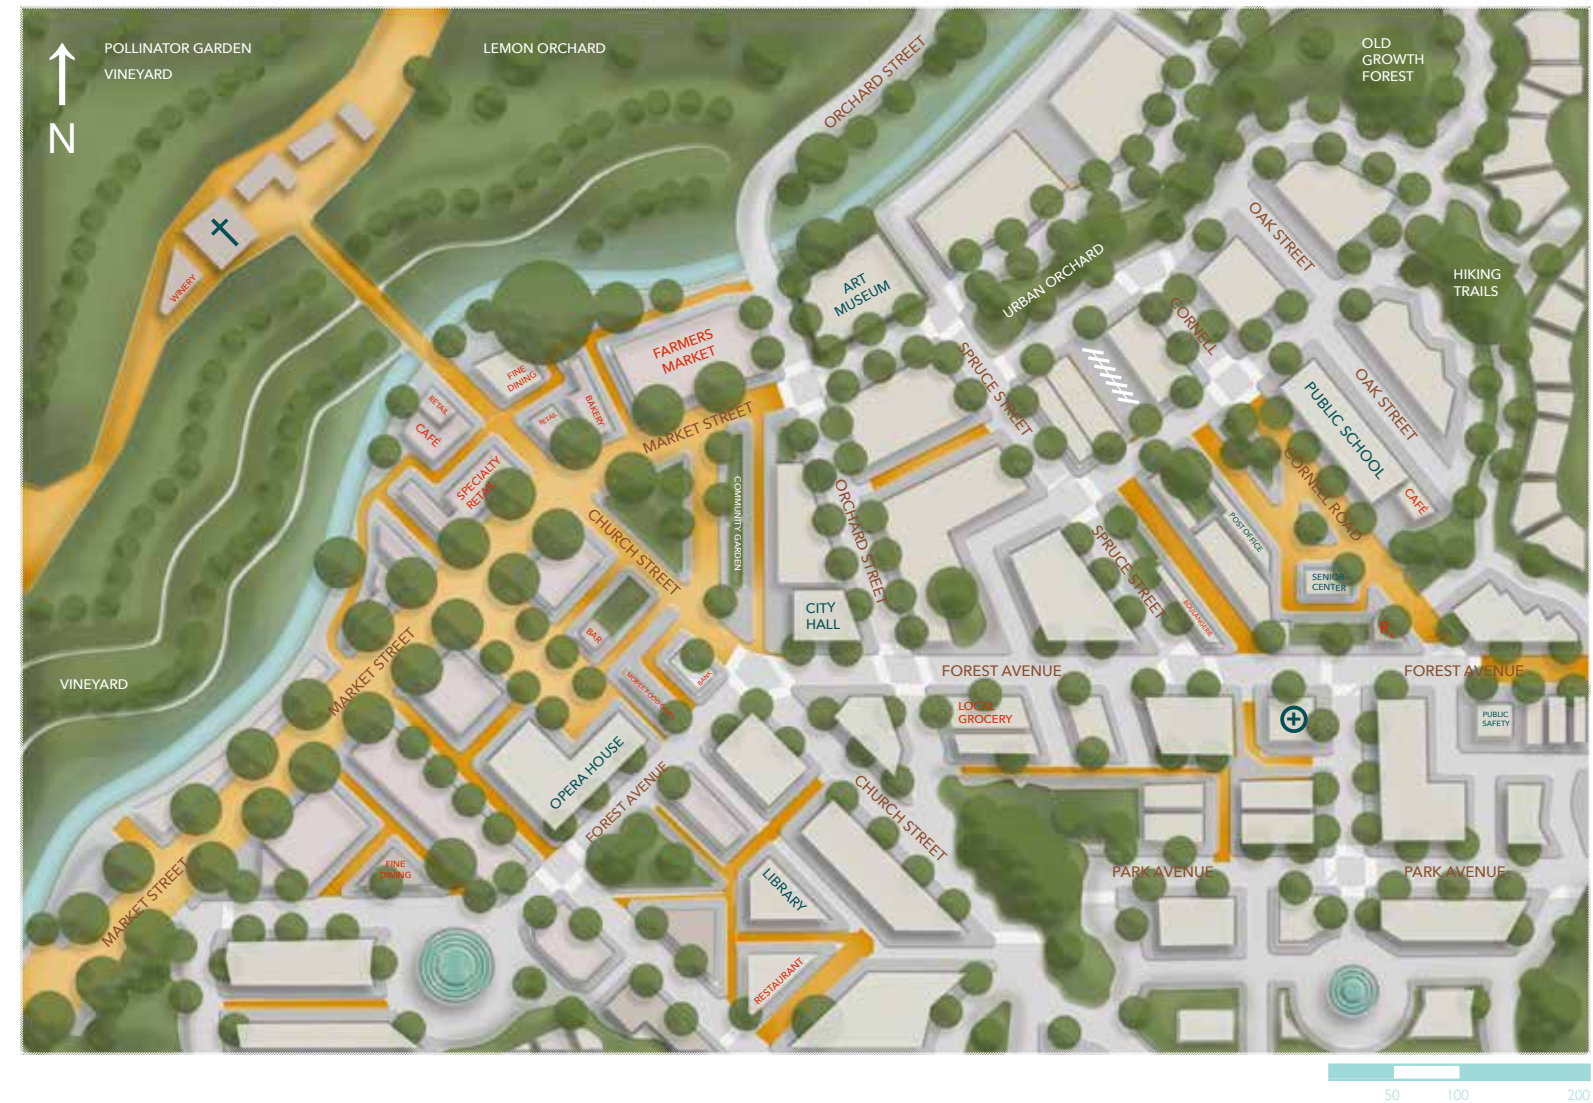 POLLINATOR GARDEN
VINEYARD
LEMON ORCHARD
OLD
GROWTH
FOREST
N
ORCHARD STREET
OAK STREET
HIKING
TRAILS
URBAN ORCHARD
ART
MUSEUM
WINERY
CORNELL
FARMERS
MARKET
SPRUCE STREET
FINE
DINING
RETAIL
CAFÉ
RETAIL
BAKERY
MARKET STREET
OAK STREET
PUBLIC SCHOOL
CAFÉ
CORNELL ROAD
SPECIALTY
RETAIL
COMMUNITY GARDEN
ORCHARD STREET
CHURCH STREET
SPRUCE STREET
POST OFFICE
SENIOR
CENTER
BOULANGERIE
CITY
HALL
BAR
BANK
FOREST AVENUE
FOREST AVENUE
VINEYARD
MARKET STREET
LOCAL
GROCERY
PUBLIC
SAFETY
OPERA HOUSE
FOREST AVENUE
CHURCH STREET
FINE
DINING
LIBRARY
PARK AVENUE
PARK AVENUE
MARKET STREET
RESTAURANT
50
100
200